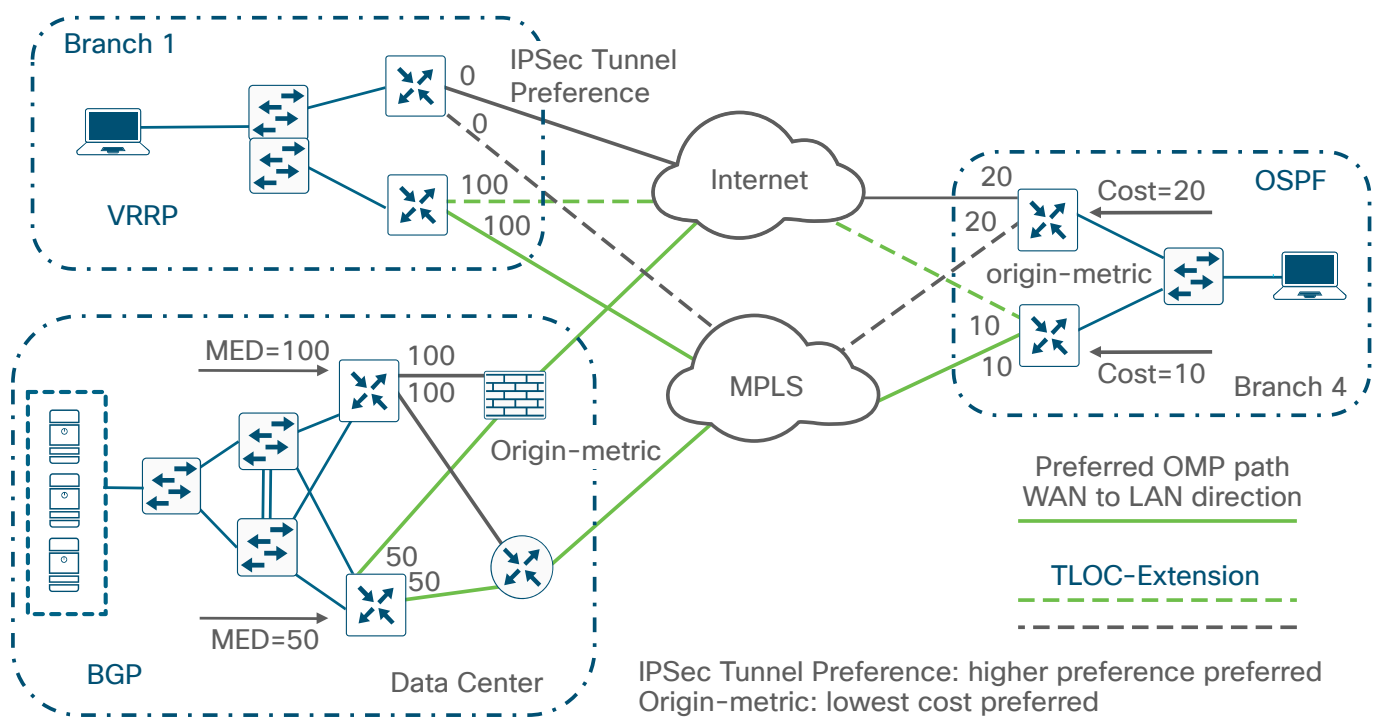 Branch 1
IPSec Tunnel
Preference
0
0
VRRP
100
100
Internet
20
20
Cost=20
OSPF
origin-metric
10
10
Cost=10
Branch 4
MPLS
MED=100
100
100
Origin-metric
50
50
MED=50
BGP
Data Center
Preferred OMP path
WAN to LAN direction
TLOC-Extension
IPSec Tunnel Preference: higher preference preferred
Origin-metric: lowest cost preferred